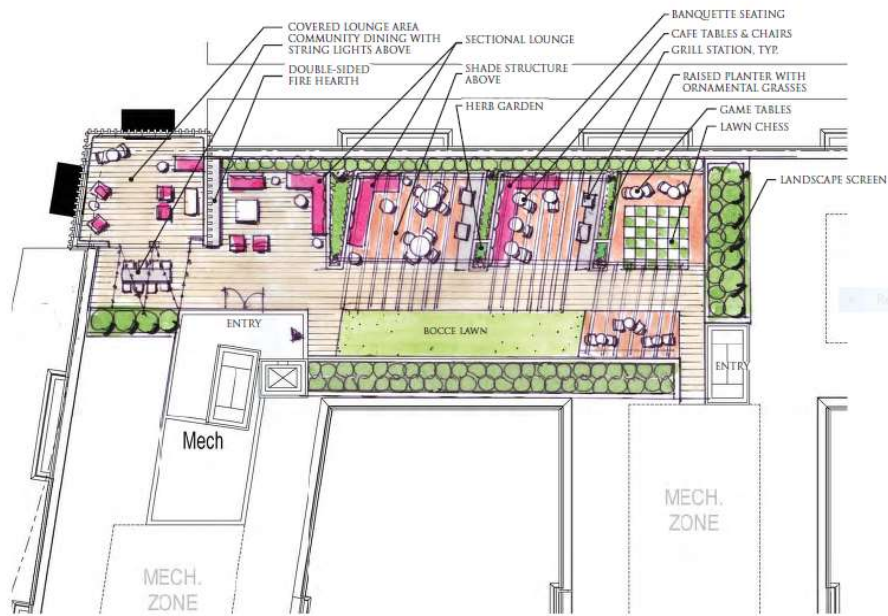 COVERED LOUNGE AREA
COMMUNITY DINING WITH
STRING LIGHTS ABOVE
DOUBLE-SIDED
FIRE HEARTH
SECTIONAL LOUNGE
SHADE STRUCTURE
ABOVE
HERB GARDEN
BANQUETTE SEATING
CAFE TABLES & CHAIRS
GRILL STATION, TYP.
RAISED PLANTER WITH
ORNAMENTAL GRASSES
GAME TABLES
LAWN CHESS
LANDSCAPE SCREEN
ENTRY
BOCCE LAWN
ENTRY
Mech
MECH.
ZONE
MECH.
ZONE